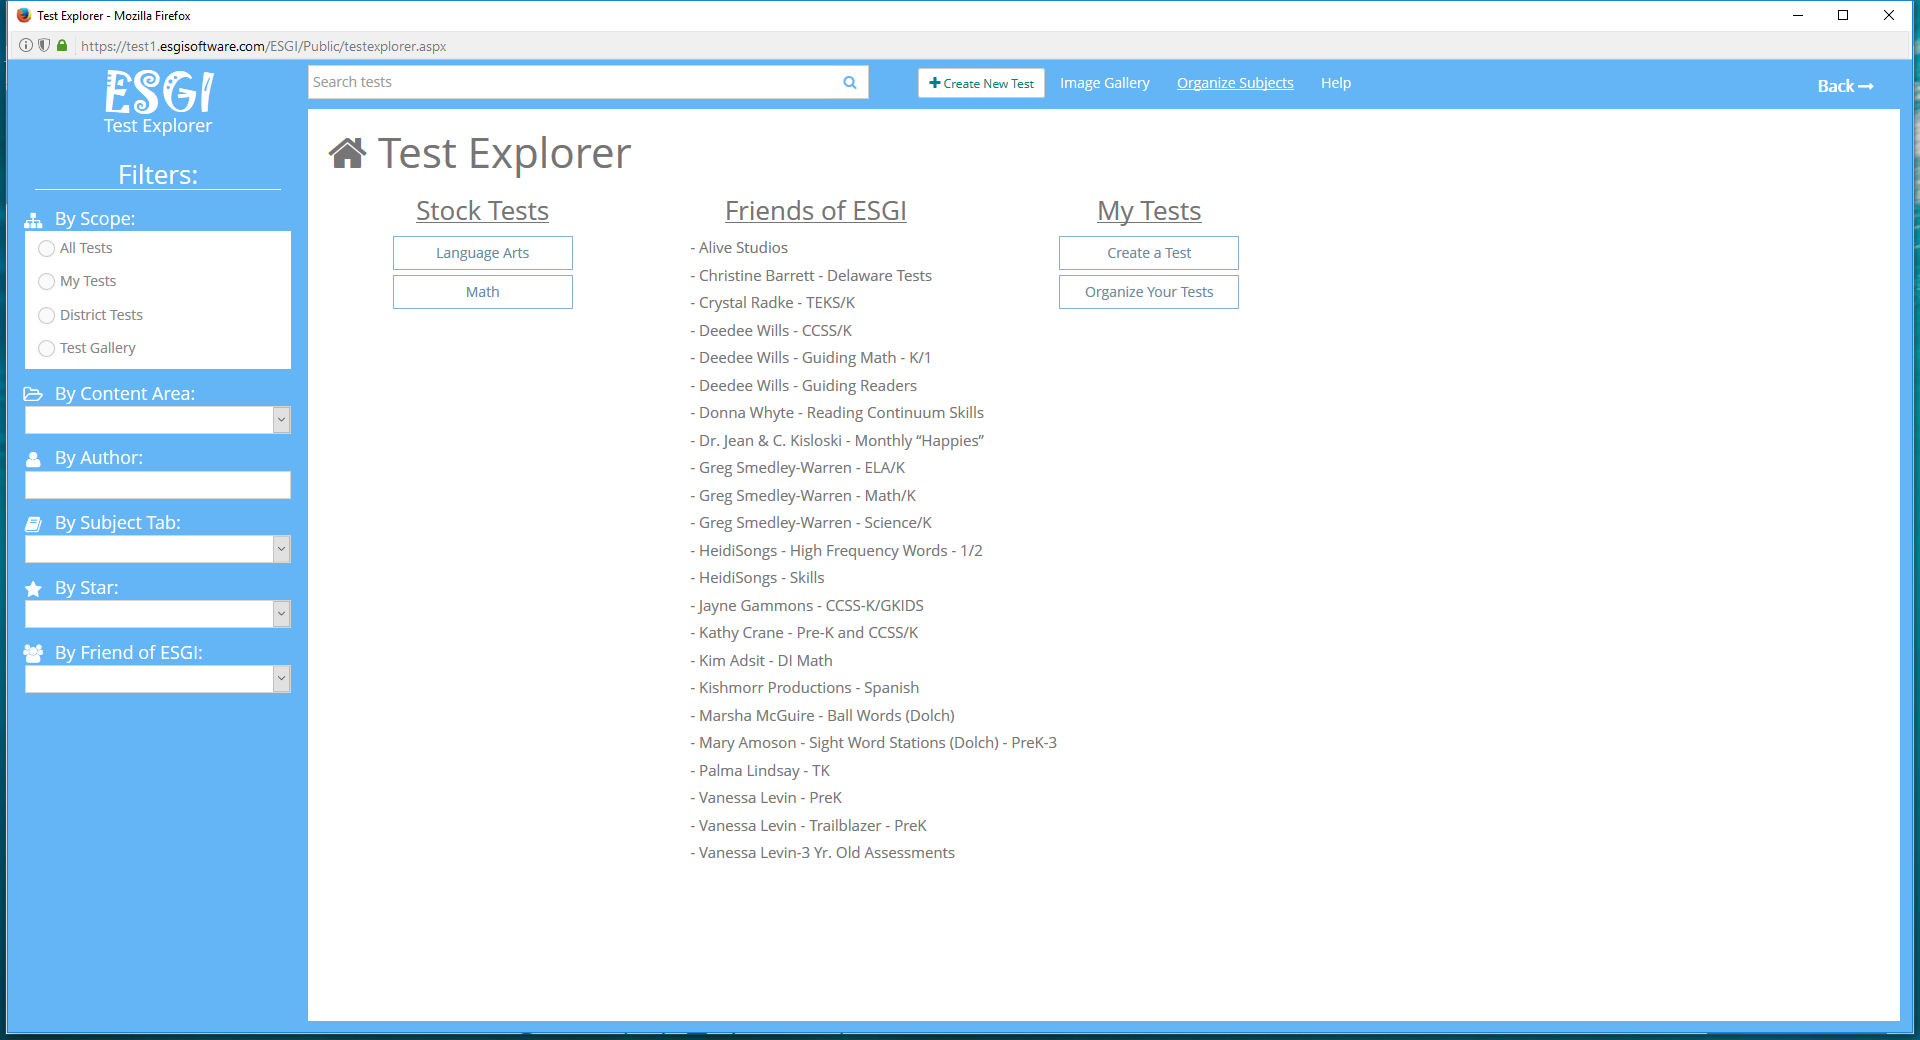 Test Explorer - Mozilla Firefox
https://test1.esgisoftware.com/ESGI/Public/testexplorer.aspx
ESGI
Test Explorer
Search tests
Create New Test
Image Gallery
Organize Subjects
Help
Back
Filters:
By Scope:
All Tests
My Tests
District Tests
Test Gallery
By Content Area:
By Author:
By Subject Tab:
By Star:
By Friend of ESGI:
Test Explorer
Stock Tests
Language Arts
Math
Friends of ESGI
- Alive Studios
- Christine Barrett - Delaware Tests
- Crystal Radke - TEKS/K
- Deedee Wills - CCSS/K
- Deedee Wills - Guiding Math - K/1
- Deedee Wills - Guiding Readers
- Donna Whyte - Reading Continuum Skills
- Dr. Jean & C. Kisloski - Monthly “Happies”
- Greg Smedley-Warren - ELA/K
- Greg Smedley-Warren - Math/K
- Greg Smedley-Warren - Science/K
- HeidiSongs - High Frequency Words - 1/2
- HeidiSongs - Skills
- Jayne Gammons - CCSS-K/GKIDS
- Kathy Crane - Pre-K and CCSS/K
- Kim Adsit - DI Math
- Kishmorr Productions - Spanish
- Marsha McGuire - Ball Words (Dolch)
- Mary Amoson - Sight Word Stations (Dolch) - PreK-3
- Palma Lindsay - TK
- Vanessa Levin - PreK
- Vanessa Levin - Trailblazer - PreK
- Vanessa Levin-3 Yr. Old Assessments
My Tests
Create a Test
Organize Your Tests